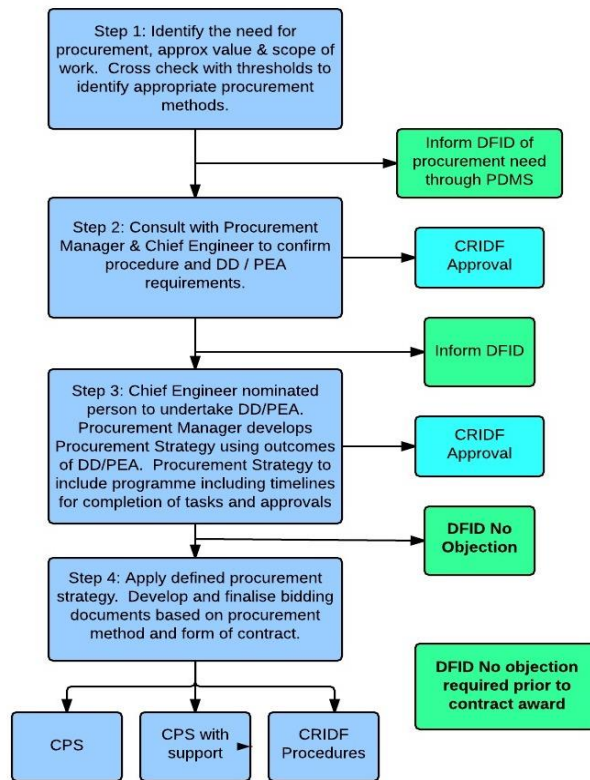 Step 1: Identify the need for
procurement, approx value & scope of
work. Cross check with thresholds to
identify appropriate procurement
methods.
Inform DFID of
procurement need
through PDMS
Step 2: Consult with Procurement
Manager & Chief Engineer to confirm
procedure and DD / PEA
requirements.
CRIDF
Approval
Inform DFID
Step 3: Chief Engineer nominated
person to undertake DD/PEA.
Procurement Manager develops
Procurement Strategy using outcomes
of DD/PEA. Procurement Strategy to
include programme including timelines
for completion of tasks and approvals
CRIDF
Approval
DFID No
Objection
Step 4: Apply defined procurement
strategy. Develop and finalise bidding
documents based on procurement
method and form of contract.
DFID No objection
required prior to
contract award
CPS
CPS with
support
CRIDF
Procedures